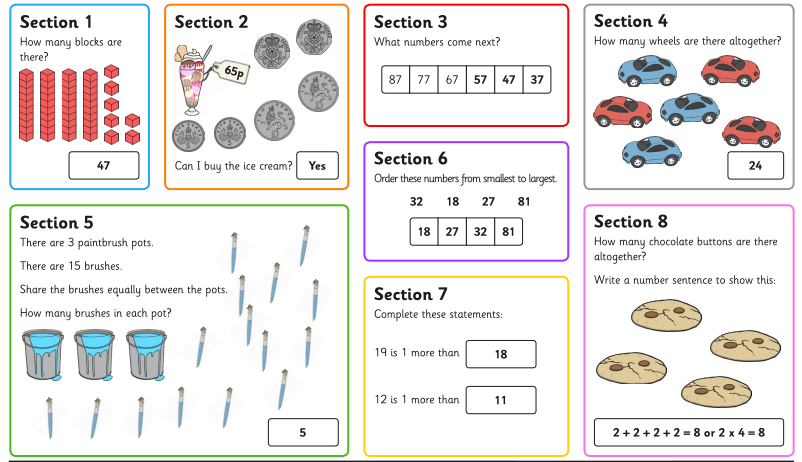 Section 1
How many blocks are
there?
47
Section 2
65p
Can I buy the ice cream?
Yes
Section 3
What numbers come next?
87 77 67 57 47 37
Section 4
How many wheels are there altogether?
24
Section 5
There are 3 paintbrush pots.
There are 15 brushes.
Share the brushes equally between the pots.
How many brushes in each pot?
5
Section 6
Order these numbers from smallest to largest.
32 18 27 81
18 27 32 81
Section 7
Complete these statements:
19 is 1 more than 18
12 is 1 more than 11
Section 8
How many chocolate buttons are there
altogether?
Write a number sentence to show this:
2 + 2 + 2 + 2 = 8 or 2 x 4 = 8